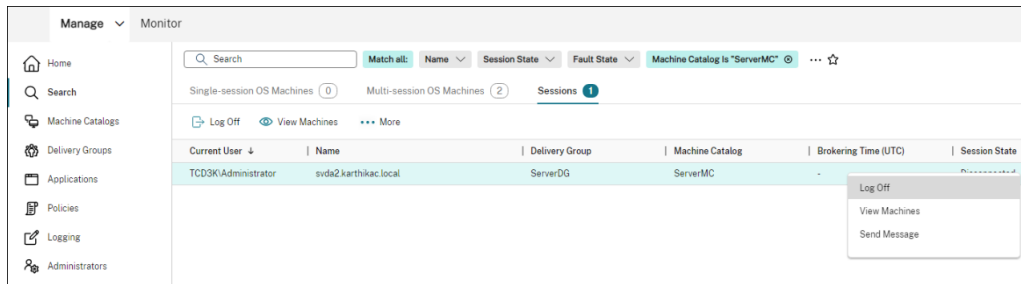 Manage Monitor
Home
Search
Machine Catalogs
Delivery Groups
Applications
Policies
Logging
Administrators
Search Match all: Name Session State Fault State Machine Catalog Is "ServerMC"
Single-session OS Machines 0 Multi-session OS Machines 2 Sessions 1
Log Off View Machines More
Current User Name Delivery Group Machine Catalog Brokering Time (UTC) Session State
TCD3K\Administrator svda2.karthikac.local ServerDG ServerMC - Disconnected
Log Off
View Machines
Send Message